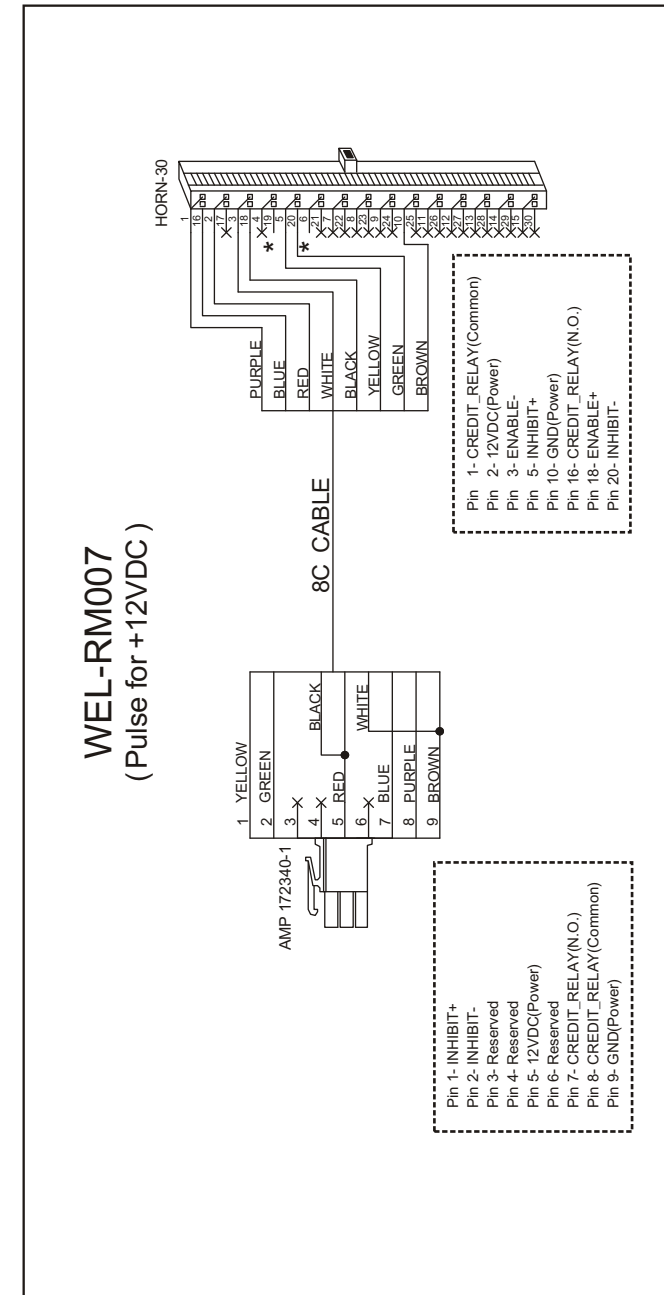 WEL-RM007
( Pulse for +12VDC )
AMP 172340-1
1 YELLOW
2 GREEN
3
4
BLACK
5 RED
6
WHITE
7 BLUE
8 PURPLE
9 BROWN
8C CABLE
PURPLE
BLUE
RED
WHITE
BLACK
YELLOW
GREEN
BROWN
HORN-30
1
16
2
17
3
18
4
19
*
5
20
6
*
21
7
22
8
23
9
24
10
25
11
26
12
27
13
28
14
29
15
30
Pin 1- INHIBIT+
Pin 2- INHIBIT-
Pin 3- Reserved
Pin 4- Reserved
Pin 5- 12VDC(Power)
Pin 6- Reserved
Pin 7- CREDIT_RELAY(N.O.)
Pin 8- CREDIT_RELAY(Common)
Pin 9- GND(Power)
Pin 1- CREDIT_RELAY(Common)
Pin 2- 12VDC(Power)
Pin 3- ENABLE-
Pin 5- INHIBIT+
Pin 10- GND(Power)
Pin 16- CREDIT_RELAY(N.O.)
Pin 18- ENABLE+
Pin 20- INHIBIT-